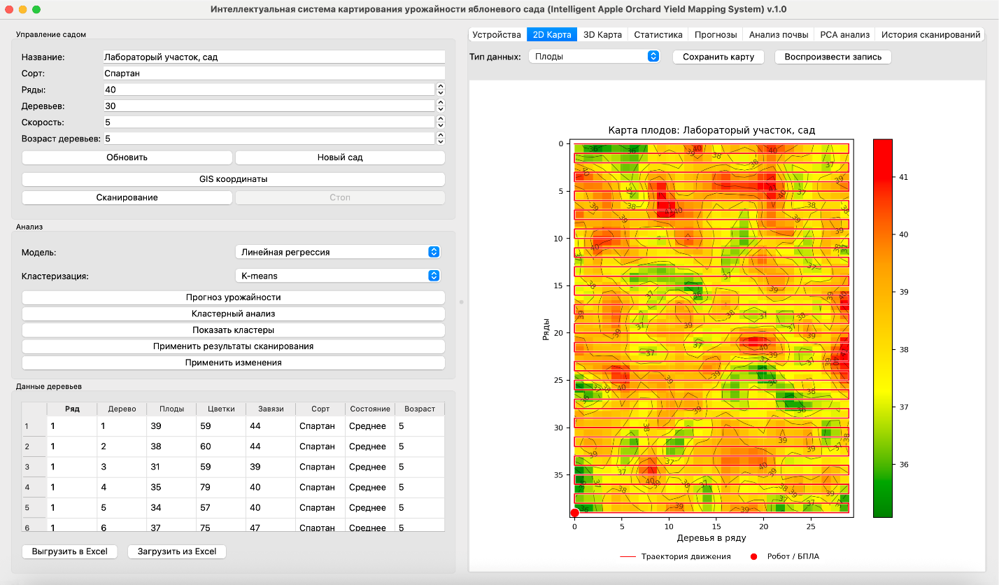 Интеллектуальная система картирования урожайности яблоневого сада (Intelligent Apple Orchard Yield Mapping System) v.1.0
Управление садом
Название: Лабораторый участок, сад
Сорт: Спартан
Ряды: 40
Деревьев: 30
Скорость: 5
Возраст деревьев: 5
Обновить Новый сад
GIS координаты
Сканирование Стоп
Анализ
Модель: Линейная регрессия
Кластеризация: K-means
Прогноз урожайности
Кластерный анализ
Показать кластеры
Применить результаты сканирования
Применить изменения
Данные деревьев
Ряд Дерево Плоды Цветки Завязи Сорт Состояние Возраст
1 1 1 39 59 44 Спартан Среднее 5
2 1 2 38 60 44 Спартан Среднее 5
3 1 3 31 59 39 Спартан Среднее 5
4 1 4 35 79 40 Спартан Среднее 5
5 1 5 34 57 40 Спартан Среднее 5
6 1 6 37 75 47 Спартан Среднее 5
Выгрузить в Excel Загрузить из Excel
Устройства 2D Карта 3D Карта Статистика Прогнозы Анализ почвы PCA анализ История сканирований
Тип данных: Плоды Сохранить карту Воспроизвести запись
Карта плодов: Лабораторый участок, сад
Ряды
0
5
10
15
20
25
30
35
0 5 10 15 20 25
Деревья в ряду
Траектория движения Робот / БПЛА
41
40
39
38
37
36